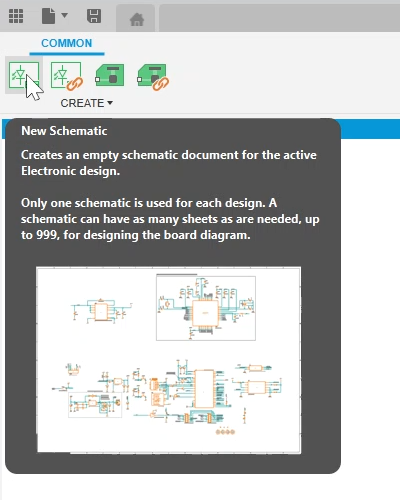 COMMON
CREATE
New Schematic
Creates an empty schematic document for the active
Electronic design.
Only one schematic is used for each design. A
schematic can have as many sheets as are needed, up
to 999, for designing the board diagram.